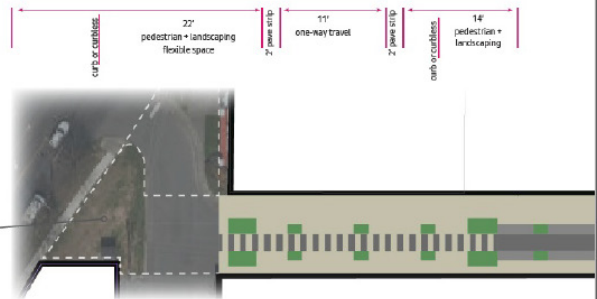 22'
pedestrian + landscaping
flexible space
curb or curbless
2' pave strip
11'
one-way travel
2' pave strip
curb or curbless
14'
pedestrian +
landscaping